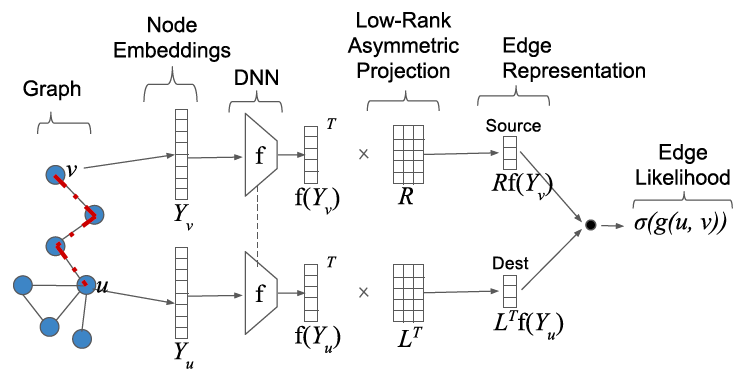 Graph
Node
Embeddings
DNN
Low-Rank
Asymmetric
Projection
Edge
Representation
Edge
Likelihood
v
Y_v
f
T
f(Y_v)
×
R
Source
Rf(Y_v)
σ(g(u, v))
u
Y_u
f
T
f(Y_u)
×
L^T
Dest
L^Tf(Y_u)